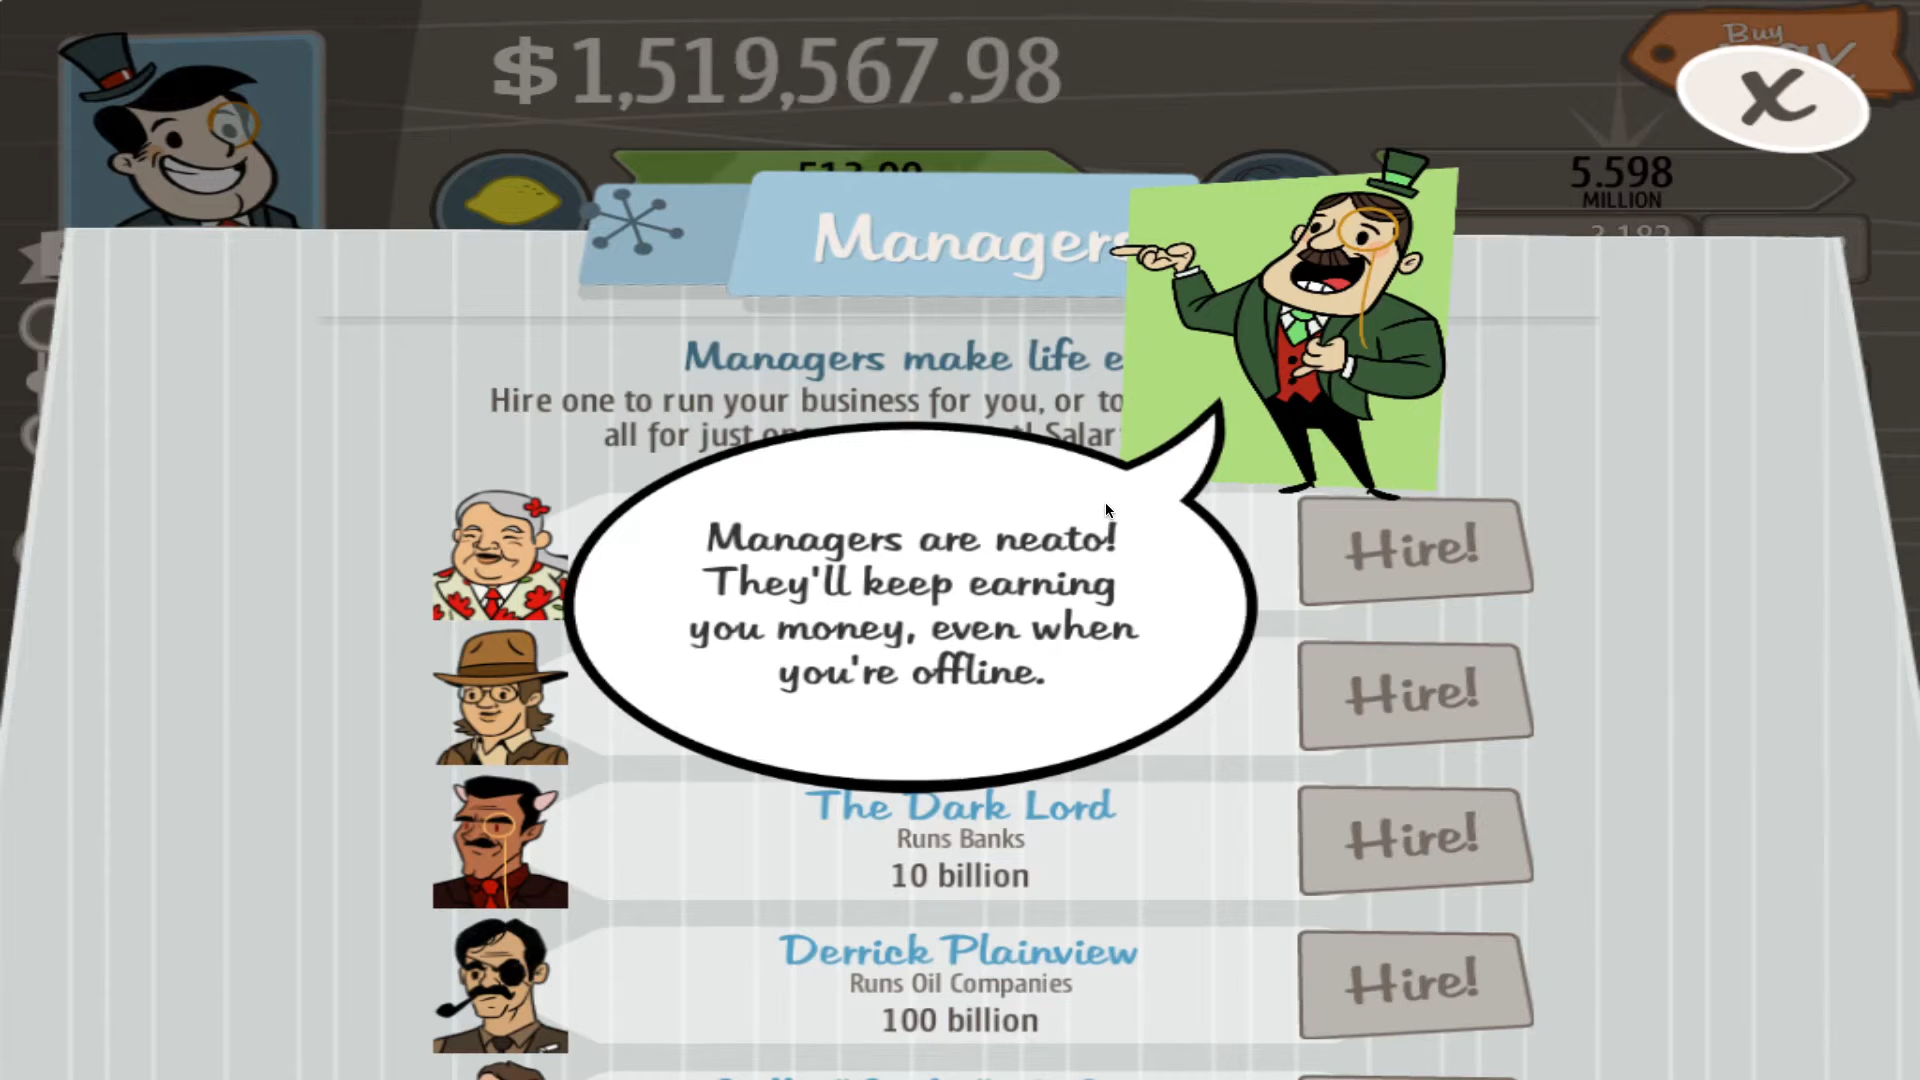 $1,519,567.98
Buy
5.598
MILLION
Managers
Managers make life e
Hire one to run your business for you, or to
all for just
Salar
Managers are neato!
They'll keep earning
you money, even when
you're offline.
Hire!
Hire!
The Dark Lord
Runs Banks
10 billion
Hire!
Derrick Plainview
Runs Oil Companies
100 billion
Hire!
X